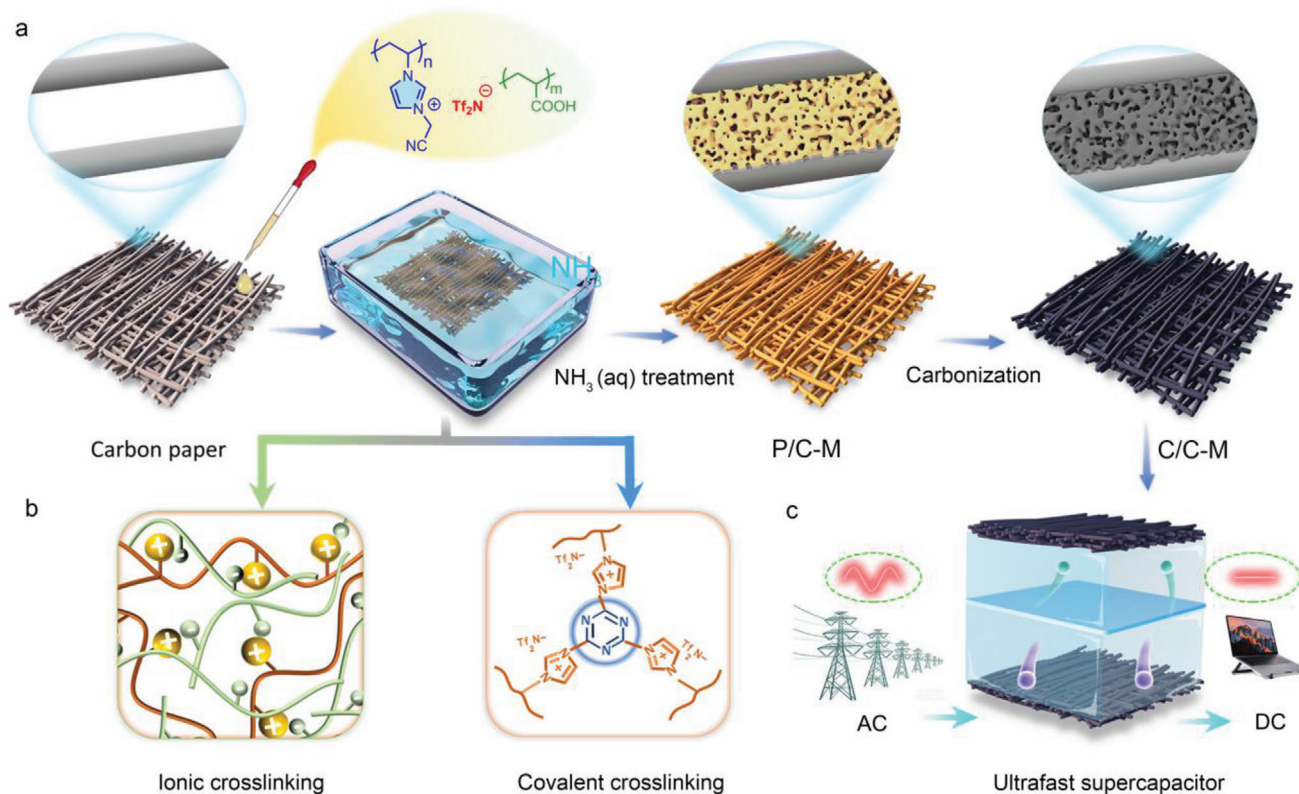 a
n
N
N
+
NC
Tf2N −
m
COOH
NH3
Carbon paper
NH3 (aq) treatment
P/C-M
Carbonization
C/C-M
b
+
+
+
+
+
+
Ionic crosslinking
Tf2N−
N
+
N
N
N
N
Tf2N−
N
+
N
Tf2N−
N
+
N
Covalent crosslinking
c
AC
DC
Ultrafast supercapacitor